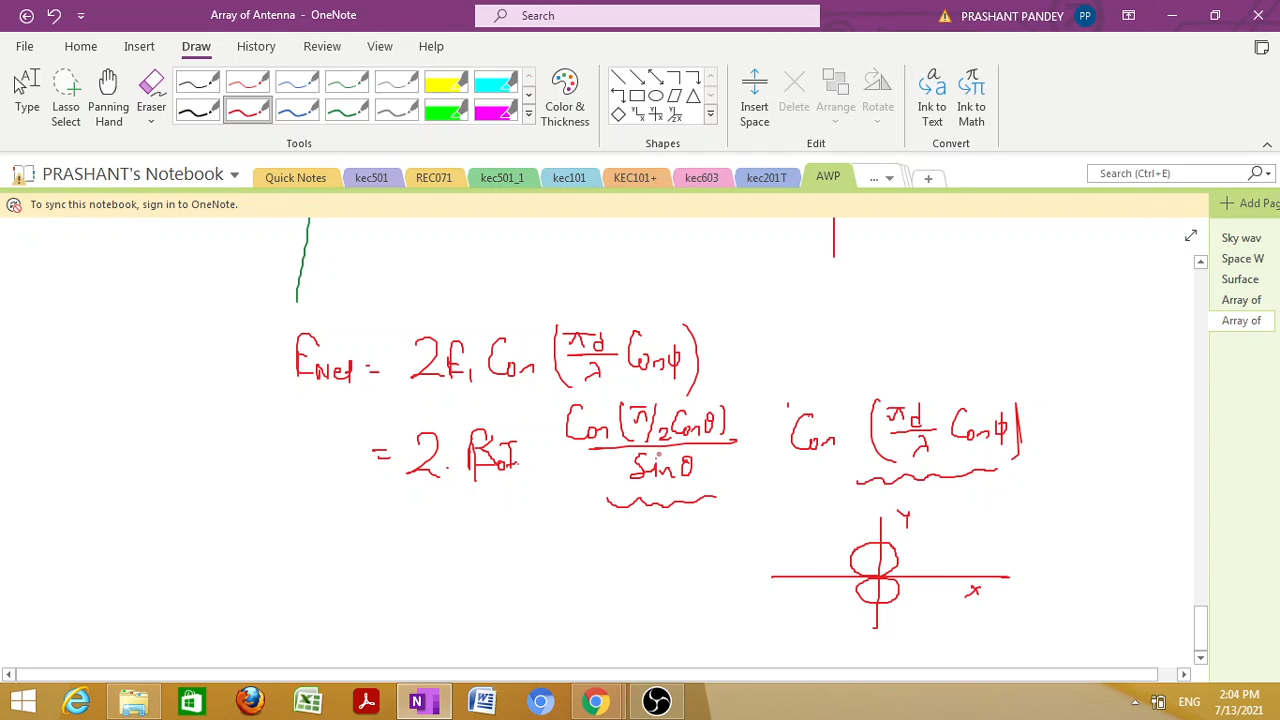 Array of Antenna – OneNote
Search
PRASHANT PANDEY
PP
File Home Insert Draw History Review View Help
Type
Lasso Select
Panning Hand
Eraser
Color & Thickness
Insert Space
Delete
Arrange
Rotate
Ink to Text
Ink to Math
Tools
Shapes
Edit
Convert
PRASHANT's Notebook
Quick Notes kec501 REC071 kec501_1 kec101 KEC101+ kec603 kec201T AWP ...
Search (Ctrl+E)
To sync this notebook, sign in to OneNote.
Add Pag
Sky wav
Space W
Surface
Array of
Array of
E_Net = 2E_1 Cos (πd/λ Cosφ)
= 2. Cos (π/2 Cosθ) / Sinθ Cos (πd/λ Cosφ)
Y
X
ENG
2:04 PM
7/13/2021